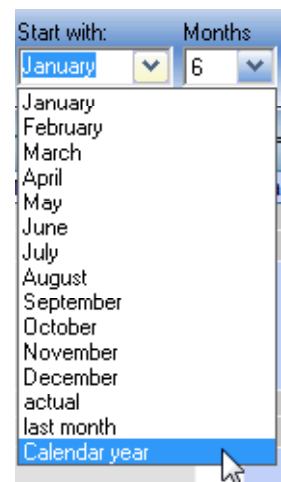 Start with: Months
January 6
January
February
March
April
May
June
July
August
September
October
November
December
actual
last month
Calendar year